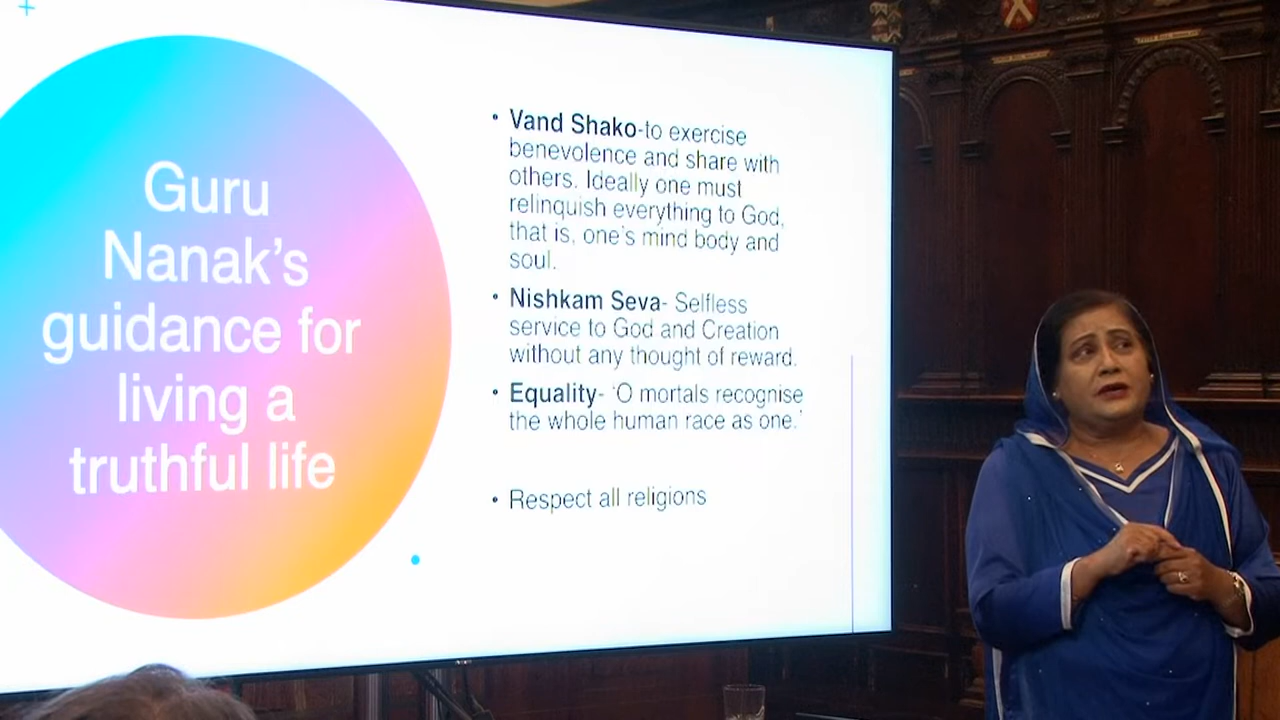 Guru
Nanak’s
guidance for
living a
truthful life
• Vand Shako-to exercise
benevolence and share with
others. Ideally one must
relinquish everything to God,
that is, one’s mind body and
soul.
• Nishkam Seva- Selfless
service to God and Creation
without any thought of reward.
• Equality- ‘O mortals recognise
the whole human race as one.’
• Respect all religions